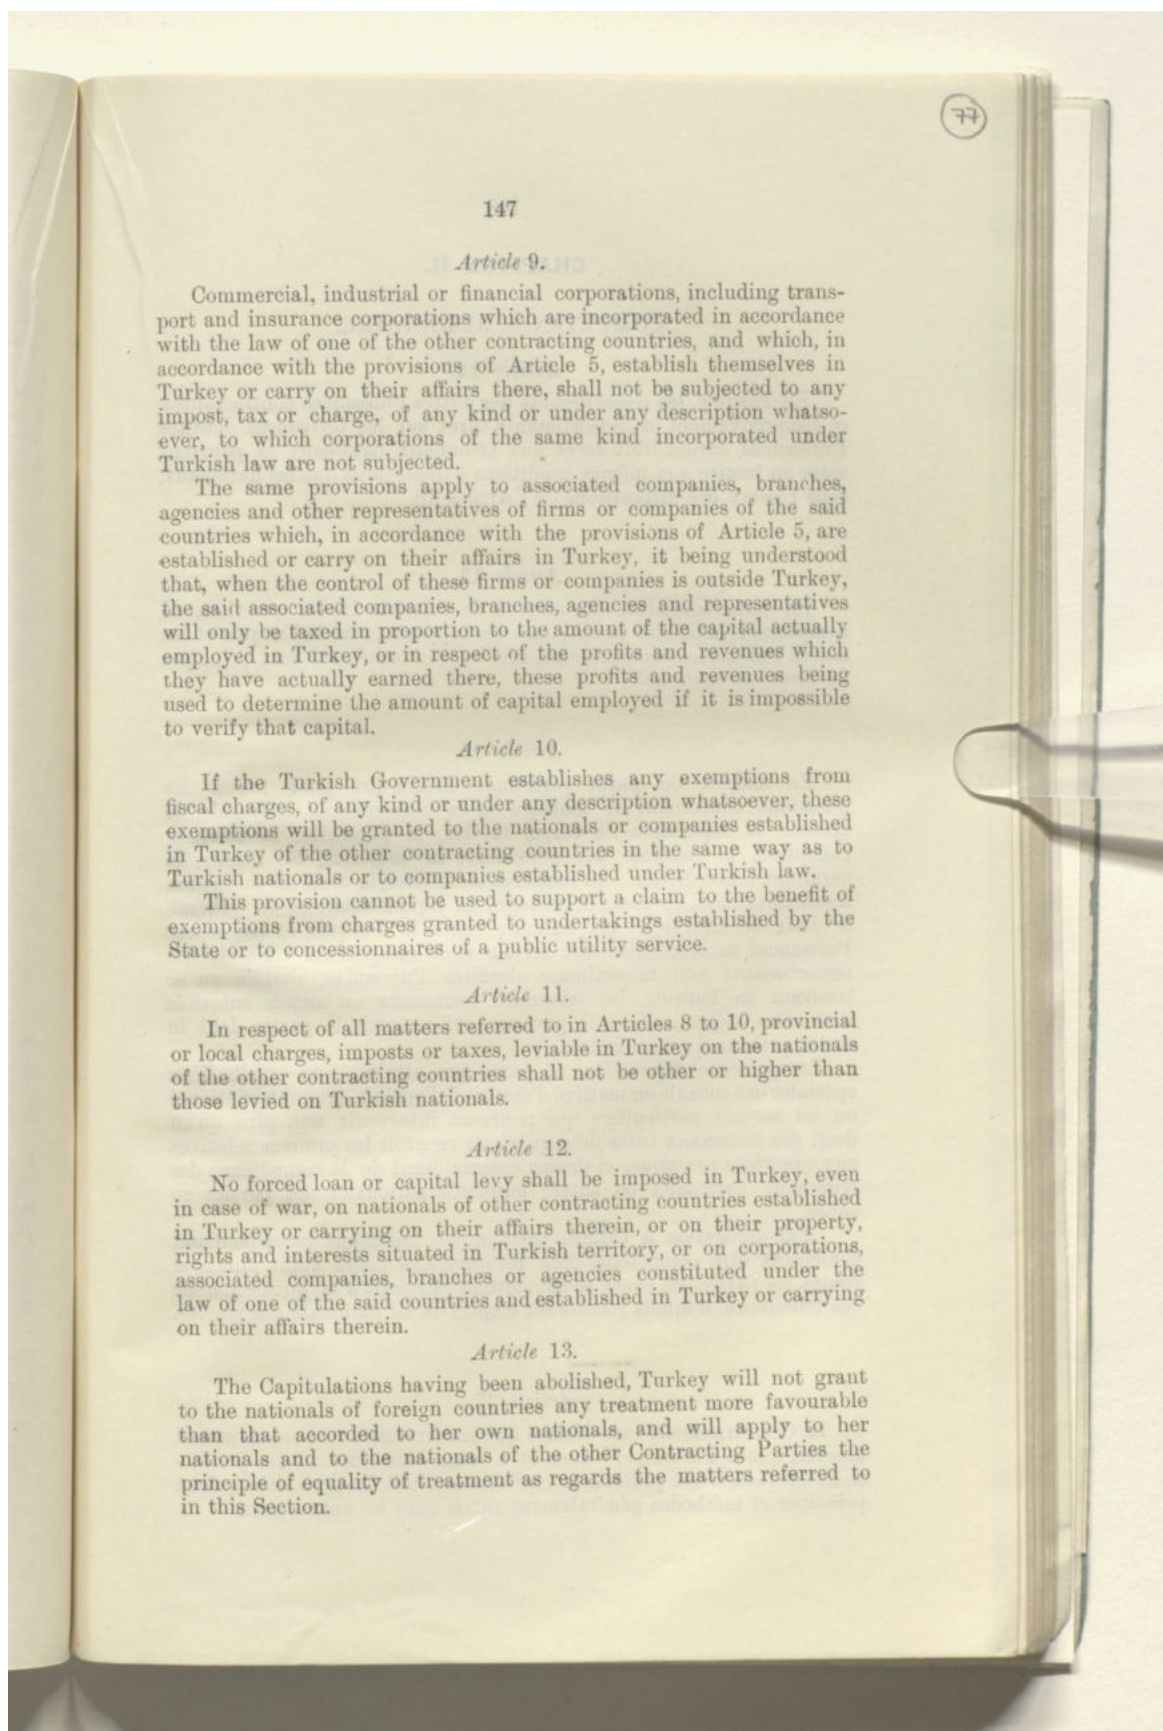 77
147
Article 9.
Commercial, industrial or financial corporations, including trans-
port and insurance corporations which are incorporated in accordance
with the law of one of the other contracting countries, and which, in
accordance with the provisions of Article 5, establish themselves in
Turkey or carry on their affairs there, shall not be subjected to any
impost, tax or charge, of any kind or under any description whatso-
ever, to which corporations of the same kind incorporated under
Turkish law are not subjected.
The same provisions apply to associated companies, branches,
agencies and other representatives of firms or companies of the said
countries which, in accordance with the provisions of Article 5, are
established or carry on their affairs in Turkey, it being understood
that, when the control of these firms or companies is outside Turkey,
the said associated companies, branches, agencies and representatives
will only be taxed in proportion to the amount of the capital actually
employed in Turkey, or in respect of the profits and revenues which
they have actually earned there, these profits and revenues being
used to determine the amount of capital employed if it is impossible
to verify that capital.
Article 10.
If the Turkish Government establishes any exemptions from
fiscal charges, of any kind or under any description whatsoever, these
exemptions will be granted to the nationals or companies established
in Turkey of the other contracting countries in the same way as to
Turkish nationals or to companies established under Turkish law.
This provision cannot be used to support a claim to the benefit of
exemptions from charges granted to undertakings established by the
State or to concessionnaires of a public utility service.
Article 11.
In respect of all matters referred to in Articles 8 to 10, provincial
or local charges, imposts or taxes, leviable in Turkey on the nationals
of the other contracting countries shall not be other or higher than
those levied on Turkish nationals.
Article 12.
No forced loan or capital levy shall be imposed in Turkey, even
in case of war, on nationals of other contracting countries established
in Turkey or carrying on their affairs therein, or on their property,
rights and interests situated in Turkish territory, or on corporations,
associated companies, branches or agencies constituted under the
law of one of the said countries and established in Turkey or carrying
on their affairs therein.
Article 13.
The Capitulations having been abolished, Turkey will not grant
to the nationals of foreign countries any treatment more favourable
than that accorded to her own nationals, and will apply to her
nationals and to the nationals of the other Contracting Parties the
principle of equality of treatment as regards the matters referred to
in this Section.